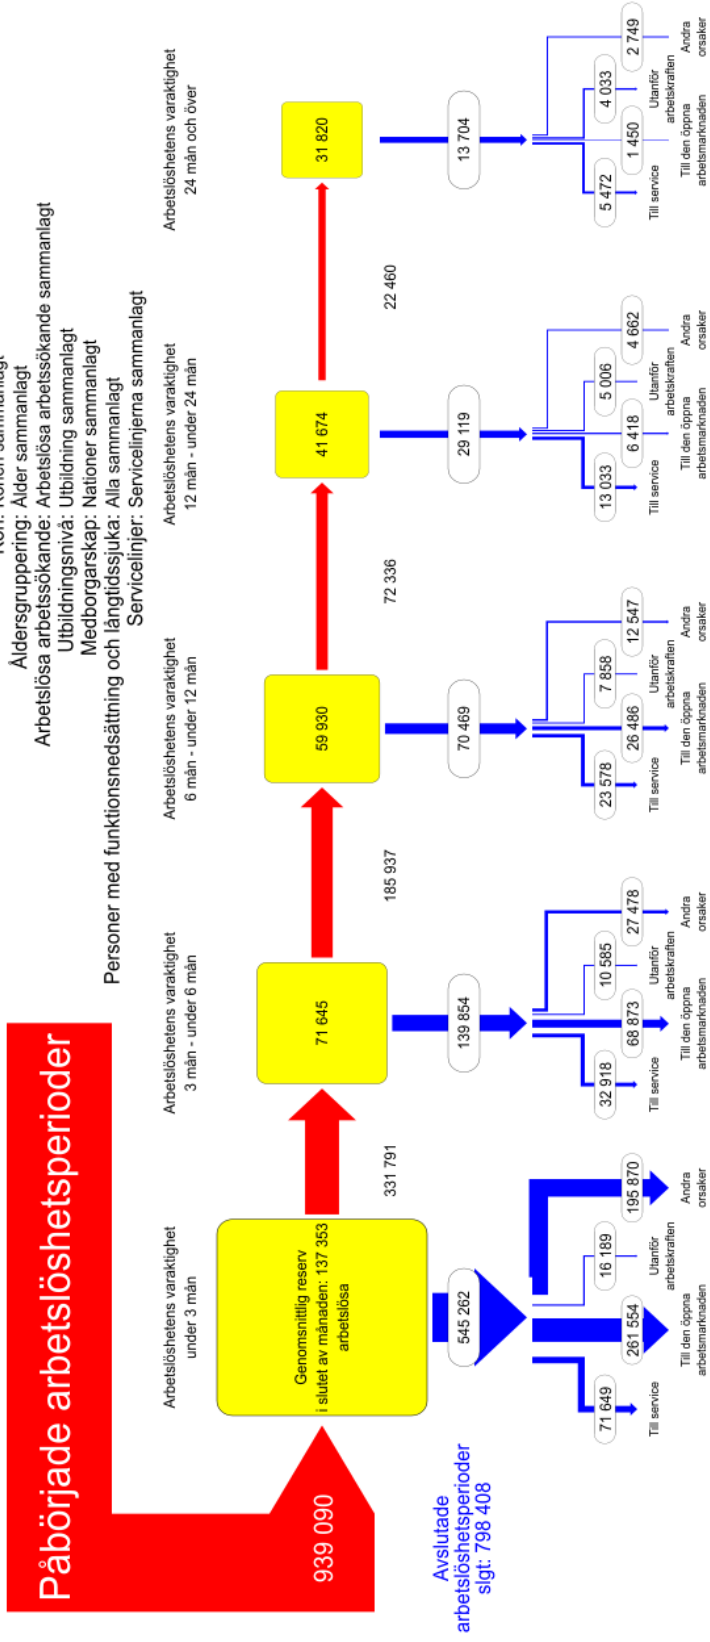 Åldersgruppering: Ålder sammanlagt
Arbetslösa arbetssökande: Arbetslösa arbetssökande sammanlagt
Utbildningsnivå: Utbildning sammanlagt
Medborgarskap: Nationer sammanlagt
Personer med funktionsnedsättning och långtidssjuka: Alla sammanlagt
Servicelinjer: Servicelinjerna sammanlagt
Påbörjade arbetslöshetsperioder
939 090
Arbetslöshetens varaktighet
under 3 mån
Genomsnittlig reserv
i slutet av månaden: 137 353
arbetslösa
331 791
Arbetslöshetens varaktighet
3 mån - under 6 mån
71 645
185 937
Arbetslöshetens varaktighet
6 mån - under 12 mån
59 930
72 336
Arbetslöshetens varaktighet
12 mån - under 24 mån
41 674
22 460
Arbetslöshetens varaktighet
24 mån och över
31 820
Avslutade
arbetslöshetsperioder
slgt: 798 408
545 262
71 649
261 554
16 189
195 870
Till service
Till den öppna
arbetsmarknaden
Utanför
arbetskraften
Andra
orsaker
139 854
32 918
68 873
10 585
27 478
Till service
Till den öppna
arbetsmarknaden
Utanför
arbetskraften
Andra
orsaker
70 469
23 578
26 486
7 858
12 547
Till service
Till den öppna
arbetsmarknaden
Utanför
arbetskraften
Andra
orsaker
29 119
13 033
6 418
5 006
4 662
Till service
Till den öppna
arbetsmarknaden
Utanför
arbetskraften
Andra
orsaker
13 704
5 472
1 450
4 033
2 749
Till service
Till den öppna
arbetsmarknaden
Utanför
arbetskraften
Andra
orsaker